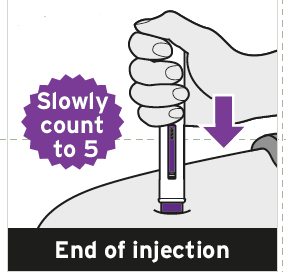 Slowly
count
to 5
End of injection